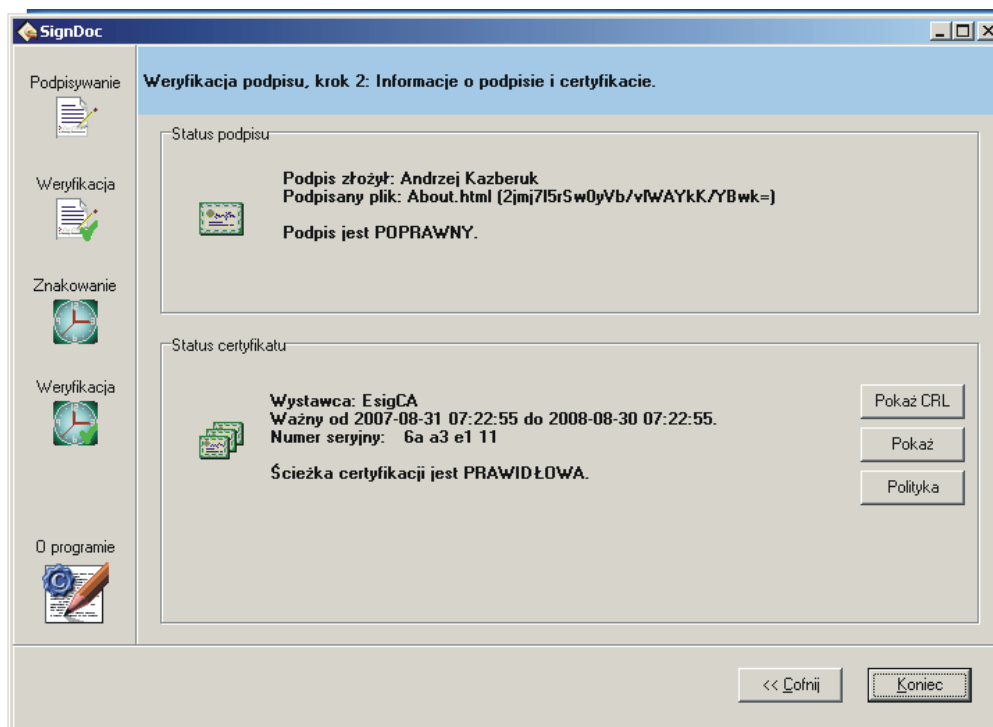 SignDoc
Podpisywanie
Weryfikacja
Znakowanie
Weryfikacja
O programie
Weryfikacja podpisu, krok 2: Informacje o podpisie i certyfikacie.
Status podpisu
Podpis złożył: Andrzej Kazberuk
Podpisany plik: About.html (2jmj7I5rSw0yVb/vlWAYkK/YBwk=)
Podpis jest POPRAWNY.
Status certyfikatu
Wystawca: EsigCA
Ważny od 2007-08-31 07:22:55 do 2008-08-30 07:22:55.
Numer seryjny: 6a a3 e1 11
Ścieżka certyfikacji jest PRAWIDŁOWA.
Pokaż CRL
Pokaż
Polityka
<< Cofnij
Koniec